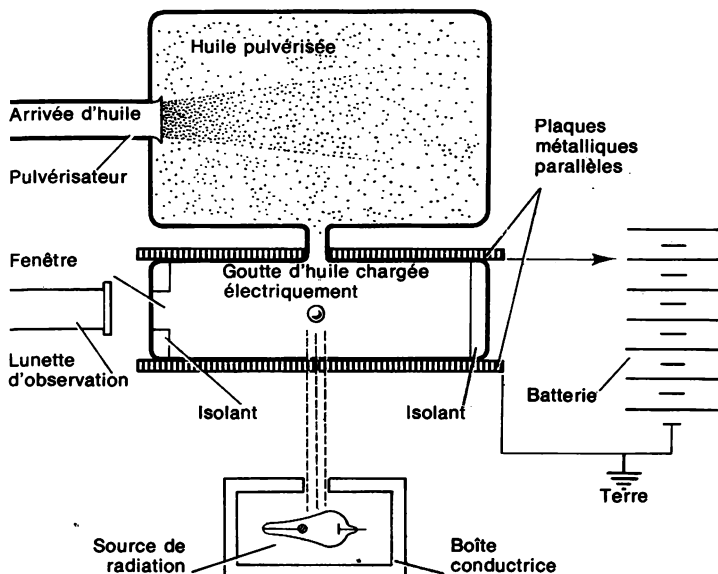 Huile pulvérisée
Arrivée d'huile
Pulvérisateur
Plaques
métalliques
parallèles
Fenêtre
Goutte d'huile chargée
électriquement
Lunette
d'observation
Isolant
Isolant
Batterie
Terre
Source de
radiation
Boîte
conductrice